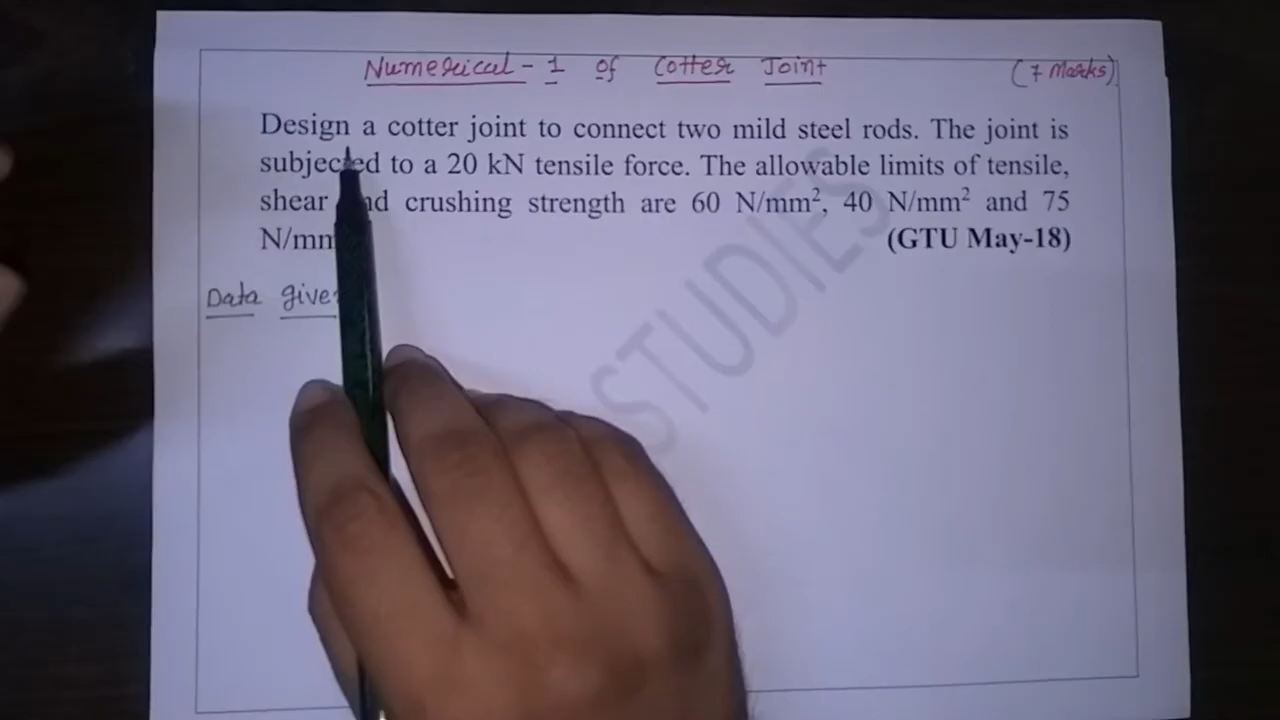 Numerical - 1 of Cotter Joint (7 Marks)
Design a cotter joint to connect two mild steel rods. The joint is
subjected to a 20 kN tensile force. The allowable limits of tensile,
shear crushing strength are 60 N/mm², 40 N/mm² and 75
(GTU May-18)
Data
STUDIES